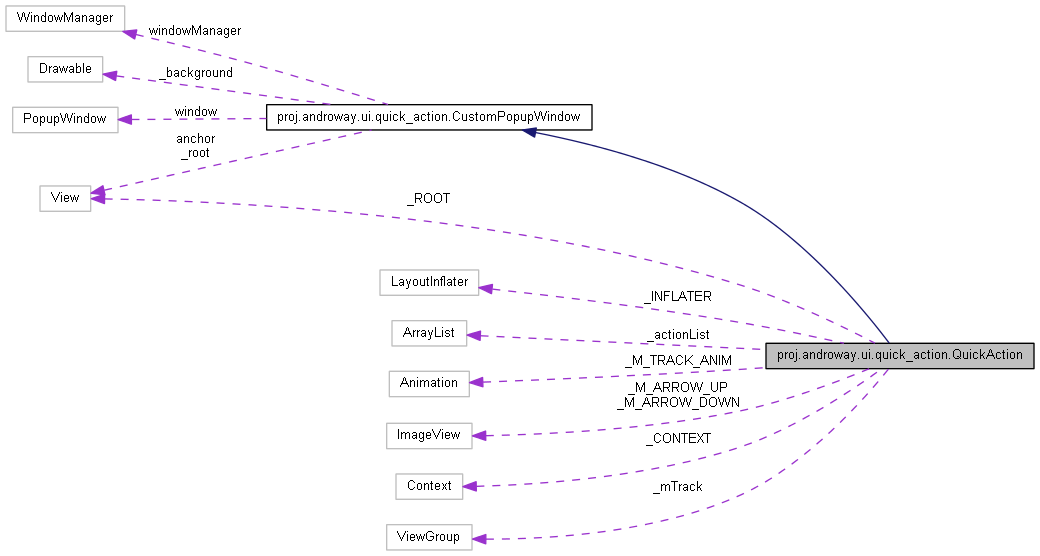 WindowManager
windowManager
Drawable
_background
PopupWindow
window
proj.androway.ui.quick_action.CustomPopupWindow
anchor
_root
View
_ROOT
LayoutInflater
_INFLATER
ArrayList
_actionList
proj.androway.ui.quick_action.QuickAction
Animation
_M_TRACK_ANIM
_M_ARROW_UP
_M_ARROW_DOWN
ImageView
_CONTEXT
Context
_mTrack
ViewGroup